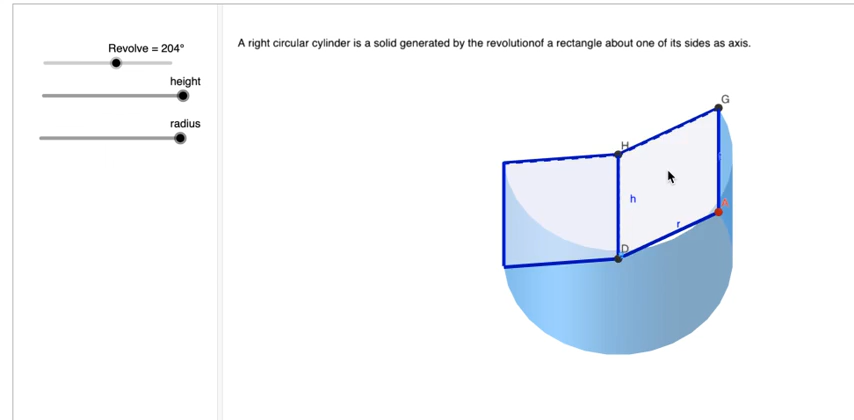 Revolve = 204°
height
radius
A right circular cylinder is a solid generated by the revolutionof a rectangle about one of its sides as axis.
G
H
h
A
r
D